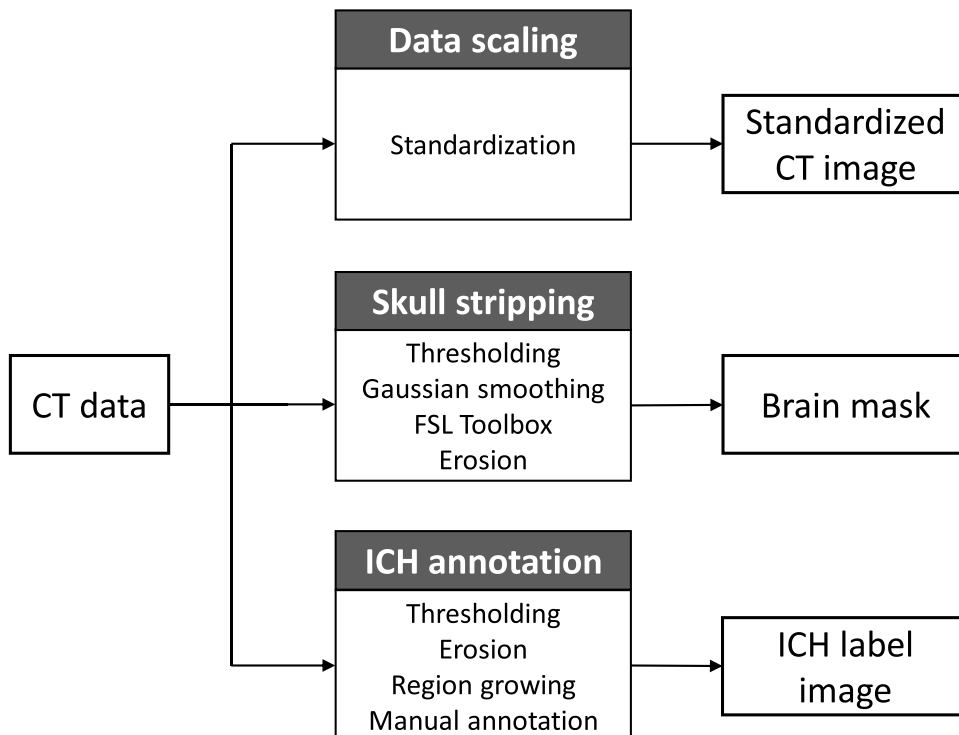 Data scaling
Standardization
Standardized
CT image
CT data
Skull stripping
Thresholding
Gaussian smoothing
FSL Toolbox
Erosion
Brain mask
ICH annotation
Thresholding
Erosion
Region growing
Manual annotation
ICH label
image